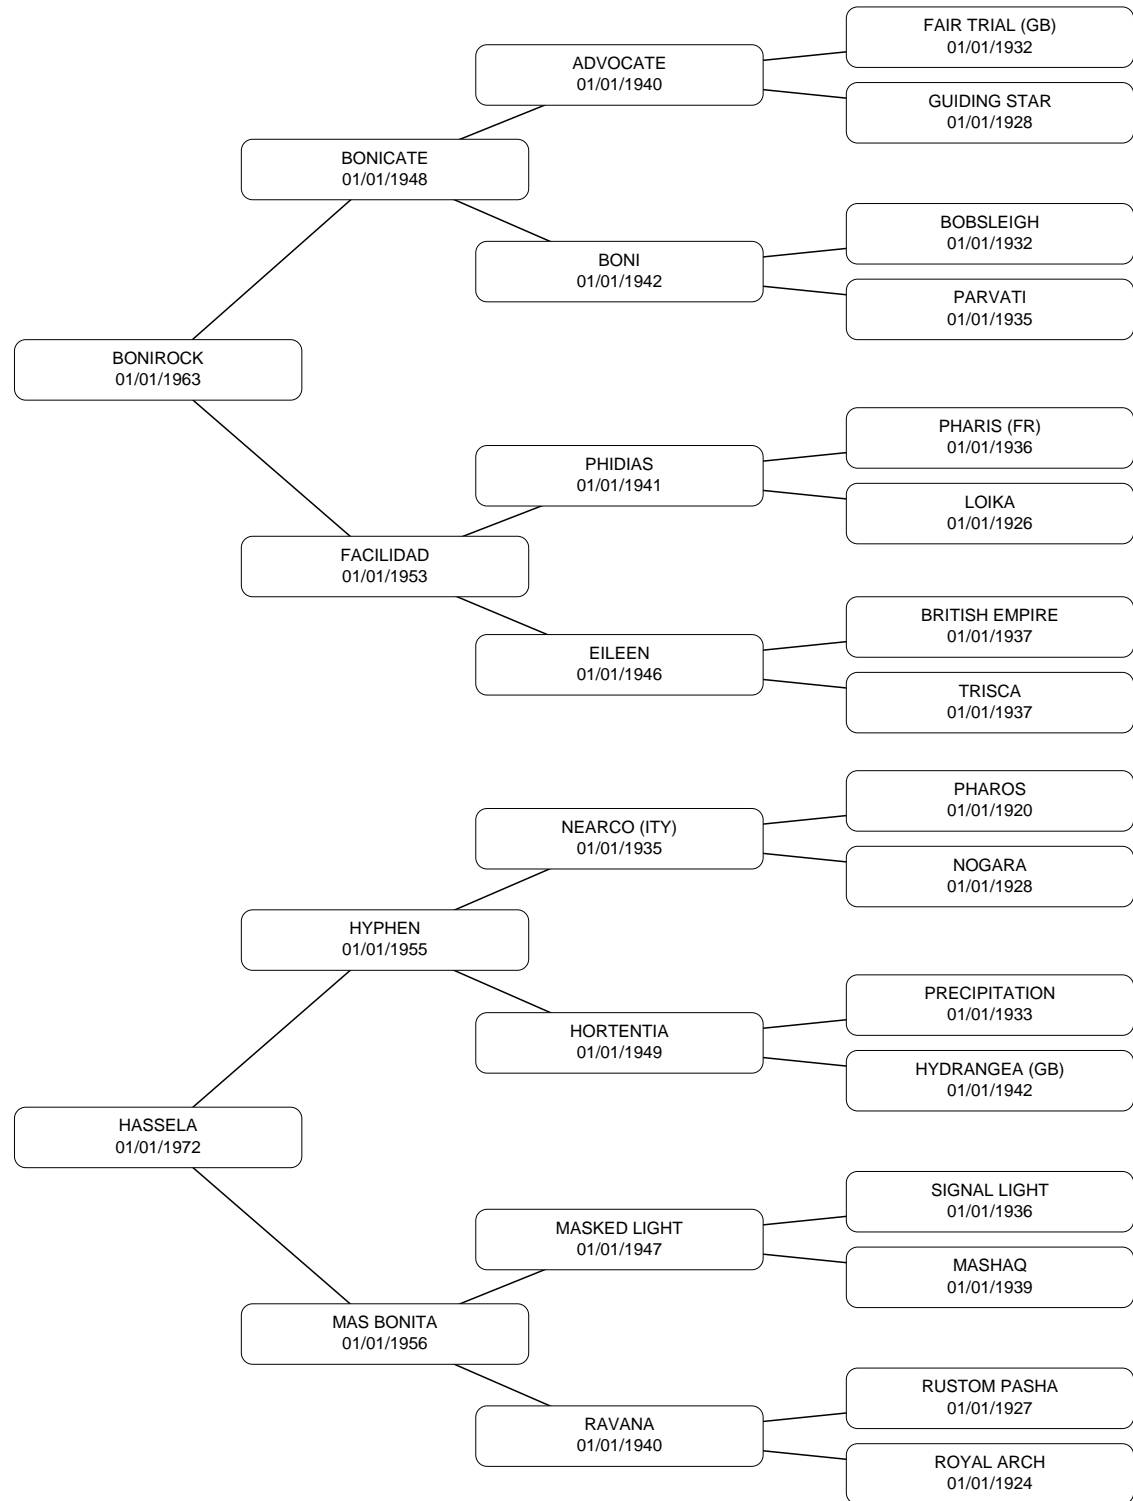 FAIR TRIAL (GB)
01/01/1932
ADVOCATE
01/01/1940
GUIDING STAR
01/01/1928
BONICATE
01/01/1948
BOBSLEIGH
01/01/1932
BONI
01/01/1942
PARVATI
01/01/1935
BONIROCK
01/01/1963
PHARIS (FR)
01/01/1936
PHIDIAS
01/01/1941
LOIKA
01/01/1926
FACILIDAD
01/01/1953
BRITISH EMPIRE
01/01/1937
EILEEN
01/01/1946
TRISCA
01/01/1937
PHAROS
01/01/1920
NEARCO (ITY)
01/01/1935
NOGARA
01/01/1928
HYPHEN
01/01/1955
PRECIPITATION
01/01/1933
HORTENTIA
01/01/1949
HYDRANGEA (GB)
01/01/1942
HASSELA
01/01/1972
SIGNAL LIGHT
01/01/1936
MASKED LIGHT
01/01/1947
MASHAQ
01/01/1939
MAS BONITA
01/01/1956
RUSTOM PASHA
01/01/1927
RAVANA
01/01/1940
ROYAL ARCH
01/01/1924